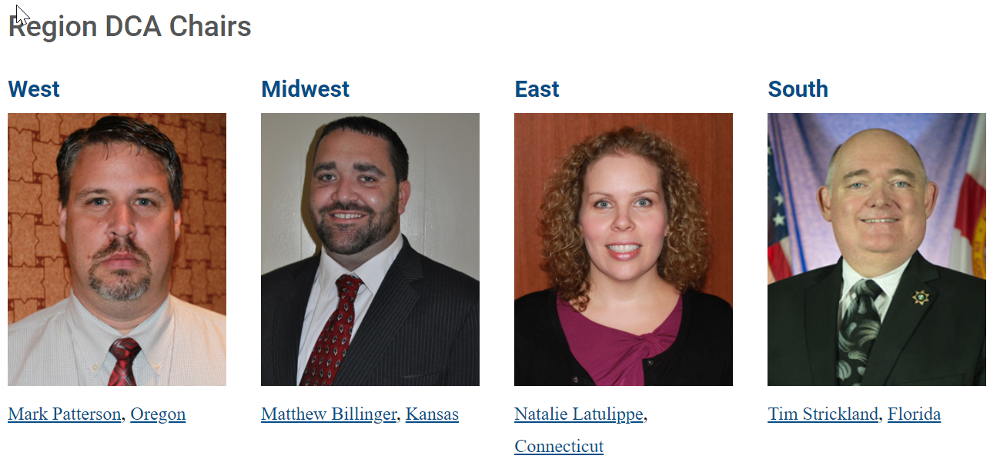 Region DCA Chairs
West
Midwest
East
South
Mark Patterson, Oregon
Matthew Billinger, Kansas
Natalie Latulippe,
Connecticut
Tim Strickland, Florida